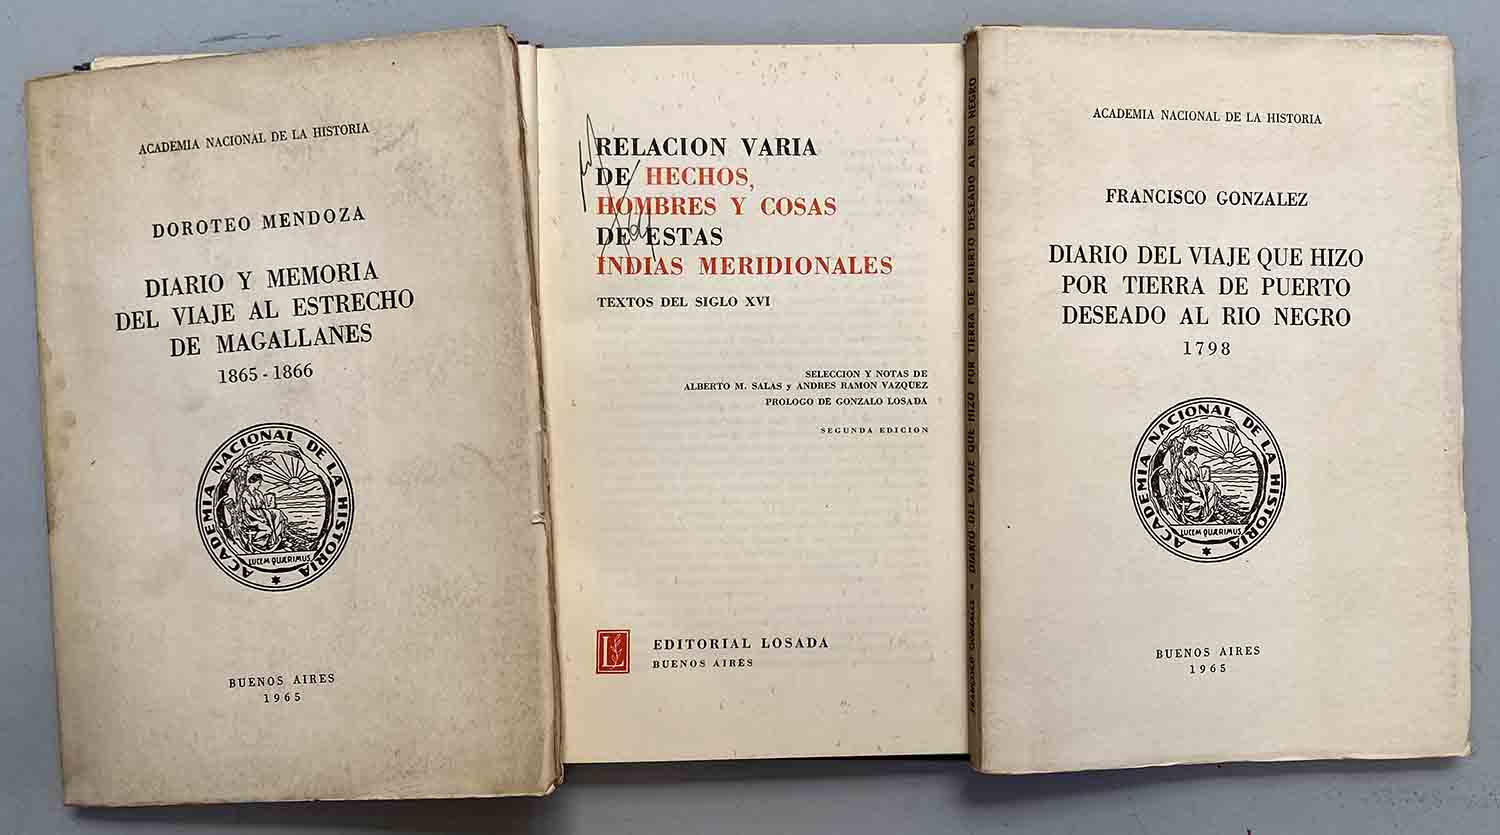 ACADEMIA NACIONAL DE LA HISTORIA
DOROTEO MENDOZA
DIARIO Y MEMORIA
DEL VIAJE AL ESTRECHO
DE MAGALLANES
1865 - 1866
ACADEMIA NACIONAL DE LA HISTORIA
LUCEM QUÆRIMUS
BUENOS AIRES
1965
RELACION VARIA
DE HECHOS,
HOMBRES Y COSAS
DE ESTAS
INDIAS MERIDIONALES
TEXTOS DEL SIGLO XVI
SELECCION Y NOTAS DE
ALBERTO M. SALAS y ANDRES RAMON VAZQUEZ
PROLOGO DE GONZALO LOSADA
SEGUNDA EDICION
L
EDITORIAL LOSADA
BUENOS AIRES
FRANCISCO GONZALEZ - DIARIO DEL VIAJE QUE HIZO POR TIERRA DE PUERTO DESEADO AL RIO NEGRO
ACADEMIA NACIONAL DE LA HISTORIA
FRANCISCO GONZALEZ
DIARIO DEL VIAJE QUE HIZO
POR TIERRA DE PUERTO
DESEADO AL RIO NEGRO
1798
ACADEMIA NACIONAL DE LA HISTORIA
LUCEM QUÆRIMUS
BUENOS AIRES
1965